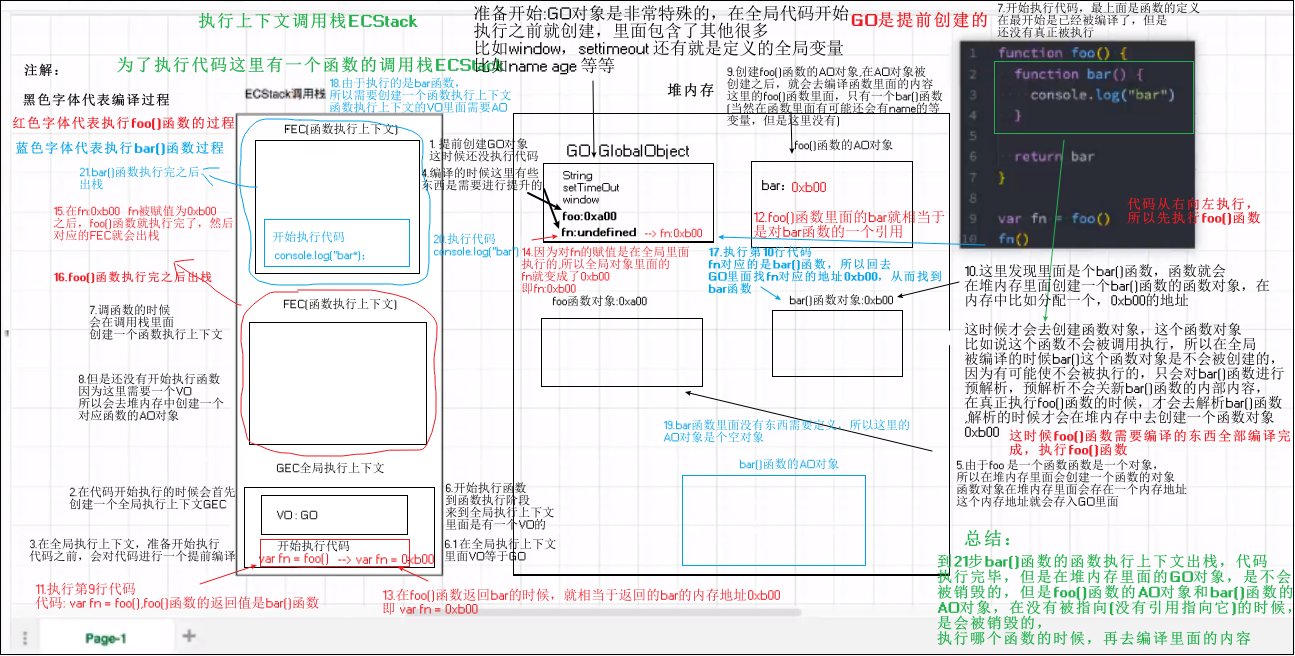 执行上下文调用栈ECStack
为了执行代码这里有一个函数的调用栈ECStack
准备开始:GO对象是非常特殊的，在全局代码开始
执行之前就创建，里面包含了其他很多
比如window，settimeout 还有就是定义的全局变量
比如name age 等等
GO是提前创建的
7.开始执行代码，最上面是函数的定义
在最开始是已经被编译了，但是
还没有真正被执行
注解：
黑色字体代表编译过程
红色字体代表执行foo()函数的过程
蓝色字体代表执行bar()函数过程
ECStack调用栈
18.由于执行的是bar函数，
所以需要创建一个函数执行上下文
函数执行上下文的VO里面需要AO
FEC(函数执行上下文)
开始执行代码
console.log("bar");
21.bar()函数执行完之后，
出栈
15.在fn:0xb00 fn被赋值为0xb00
之后，foo()函数就执行完了，然后
对应的FEC就会出栈
16.foo()函数执行完之后出栈
FEC(函数执行上下文)
7.调函数的时候
会在调用栈里面
创建一个函数执行上下文
8.但是还没有开始执行函数
因为这里需要一个VO
所以会去堆内存中创建一个
对应函数的AO对象
GEC全局执行上下文
VO : GO
开始执行代码
var fn = foo() --> var fn = 0xb00
2.在代码开始执行的时候会首先
创建一个全局执行上下文GEC
3.在全局执行上下文，准备开始执行
代码之前，会对代码进行一个提前编译
11.执行第9行代码
代码: var fn = foo(),foo()函数的返回值是bar()函数
13.在foo()函数返回bar的时候，就相当于返回的bar的内存地址0xb00
即 var fn = 0xb00
1. 提前创建GO对象
这时候还没执行代码
4.编译的时候这里有些
东西是需要进行提升的
20.执行代码
console.log("bar")
6.开始执行函数
到函数执行阶段
来到全局执行上下文
里面是有一个VO的
6.1在全局执行上下文
里面VO等于GO
堆内存
GO:GlobalObject
String
setTimeOut
window
foo:0xa00
fn:undefined --> fn:0xb00
14.因为对fn的赋值是在全局里面
执行的,所以全局对象里面的
fn就变成了 0xb00
即fn:0xb00
foo函数对象:0xa00
9.创建foo()函数的AO对象,在AO对象被
创建之后，就会去编译函数里面的内容
这里的foo()函数里面，只有一个bar()函数
(当然在函数里面有可能还会有name的等
变量，但是这里没有)
foo()函数的AO对象
bar：0xb00
12.foo()函数里面的bar就相当于
是对bar函数的一个引用
17.执行第10行代码
fn对应的是bar()函数，所以回去
GO里面找fn对应的地址0xb00，从而找到
bar函数
bar()函数对象:0xb00
19.bar函数里面没有东西需要定义，所以这里的
AO对象是个空对象
bar()函数的AO对象
1 function foo() {
2 function bar() {
3 console.log("bar")
4 }
5
6 return bar
7 }
8
9 var fn = foo()
10 fn()
代码从右向左执行，
所以先执行foo()函数
10.这里发现里面是个bar()函数，函数就会
在堆内存里面创建一个bar()函数的函数对象，在
内存中比如分配一个，0xb00的地址
这时候才会去创建函数对象，这个函数对象
比如说这个函数不会被调用执行，所以在全局
被编译的时候bar()这个函数对象是不会被创建的，
因为有可能使不会被执行的，只会对bar()函数进行
预解析，预解析不会关新bar()函数的内部内容，
在真正执行foo()函数的时候，才会去解析bar()函数
,解析的时候才会在堆内存中去创建一个函数对象
0xb00
这时候foo()函数需要编译的东西全部编译完
成，执行foo()函数
5.由于foo 是一个函数函数是一个对象，
所以在堆内存里面会创建一个函数的对象
函数对象在堆内存里面会存在一个内存地址
这个内存地址就会存入GO里面
总结：
到21步bar()函数的函数执行上下文出栈，代码
执行完毕，但是在堆内存里面的GO对象，是不会
被销毁的，但是foo()函数的AO对象和bar()函数的
AO对象，在没有被指向(没有引用指向它)的时候，
是会被销毁的，
执行哪个函数的时候，再去编译里面的内容
Page-1